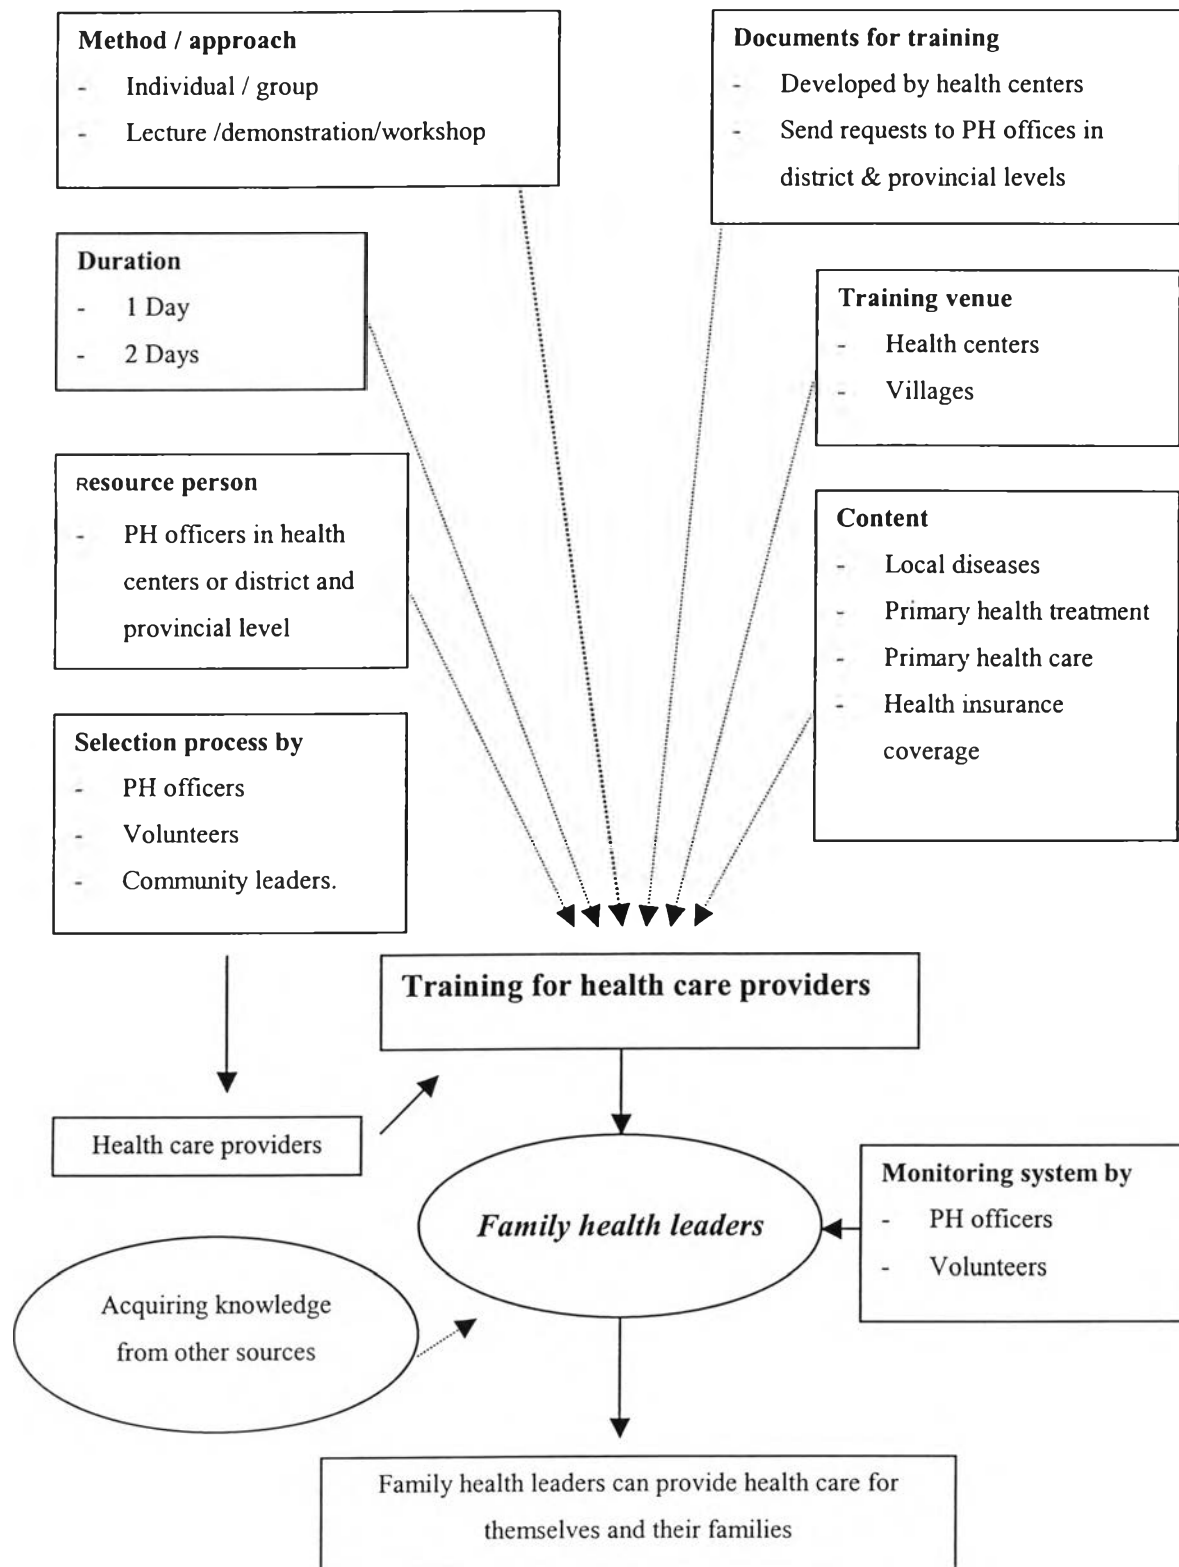 Method / approach
- Individual / group
- Lecture /demonstration/workshop
Documents for training
- Developed by health centers
- Send requests to PH offices in
district & provincial levels
Duration
- 1 Day
- 2 Days
Training venue
- Health centers
- Villages
Resource person
- PH officers in health
centers or district and
provincial level
Content
- Local diseases
- Primary health treatment
- Primary health care
- Health insurance
coverage
Selection process by
- PH officers
- Volunteers
- Community leaders.
Training for health care providers
Health care providers
Family health leaders
Monitoring system by
- PH officers
- Volunteers
Acquiring knowledge
from other sources
Family health leaders can provide health care for
themselves and their families